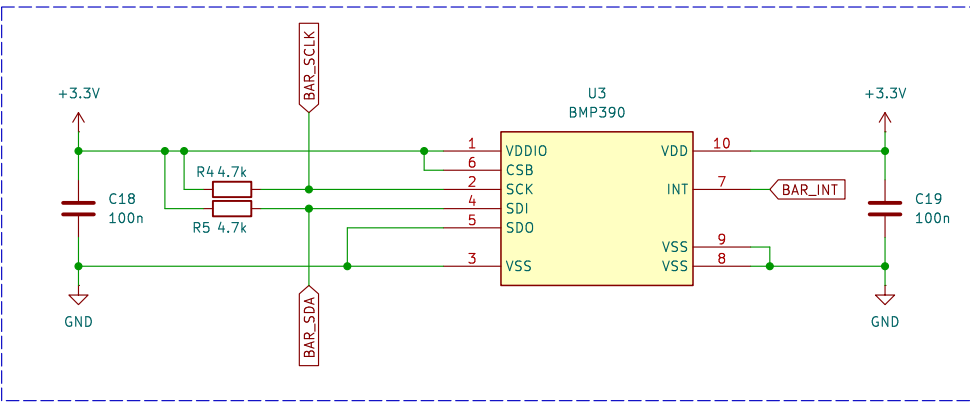 BAR_SCLK
+3.3V
U3
BMP390
+3.3V
R4 4.7k
R5 4.7k
C18
100n
1
6
2
4
5
3
VDDIO
CSB
SCK
SDI
SDO
VSS
VDD
INT
VSS
VSS
10
7
9
8
BAR_INT
C19
100n
GND
BAR_SDA
GND